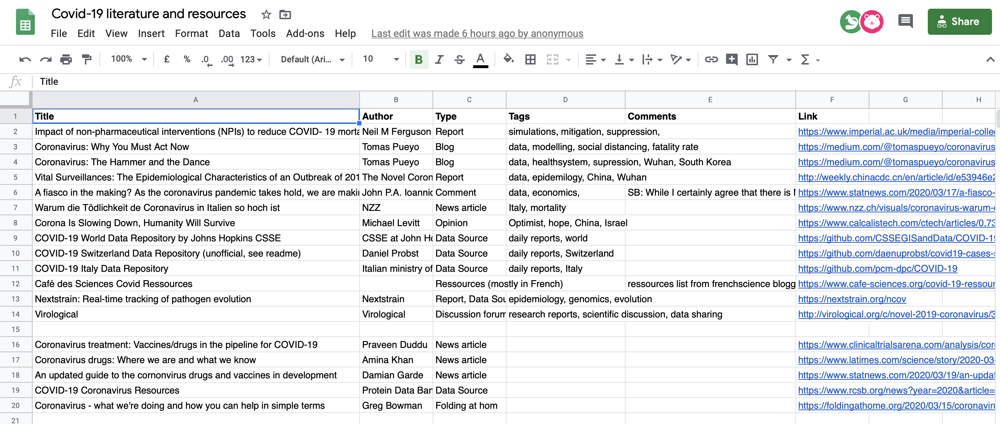 Covid-19 literature and resources
File Edit View Insert Format Data Tools Add-ons Help Last edit was made 6 hours ago by anonymous
Share
100% £ % .0 .00 123 Default (Ari... 10 B I S A Σ
fx Title
A B C D E F G H
1 Title Author Type Tags Comments Link
2 Impact of non-pharmaceutical interventions (NPIs) to reduce COVID- 19 morta Neil M Ferguson Report simulations, mitigation, suppression, https://www.imperial.ac.uk/media/imperial-colle
3 Coronavirus: Why You Must Act Now Tomas Pueyo Blog data, modelling, social distancing, fatality rate https://medium.com/@tomaspueyo/coronavirus
4 Coronavirus: The Hammer and the Dance Tomas Pueyo Blog data, healthsystem, supression, Wuhan, South Korea https://medium.com/@tomaspueyo/coronavirus
5 Vital Surveillances: The Epidemiological Characteristics of an Outbreak of 201 The Novel Coron Report data, epidemilogy, China, Wuhan http://weekly.chinacdc.cn/en/article/id/e53946e2
6 A fiasco in the making? As the coronavirus pandemic takes hold, we are maki John P.A. Ioannic Comment data, economics, SB: While I certainly agree that there is https://www.statnews.com/2020/03/17/a-fiasco-
7 Warum die Tödlichkeit de Coronavirus in Italien so hoch ist NZZ News article Italy, mortality https://www.nzz.ch/visuals/coronavirus-warum-
8 Corona Is Slowing Down, Humanity Will Survive Michael Levitt Opinion Optimist, hope, China, Israel https://www.calcalistech.com/ctech/articles/0,73
9 COVID-19 World Data Repository by Johns Hopkins CSSE CSSE at John Ho Data Source daily reports, world https://github.com/CSSEGISandData/COVID-19
10 COVID-19 Switzerland Data Repository (unofficial, see readme) Daniel Probst Data Source daily reports, Switzerland https://github.com/daenuprobst/covid19-cases-
11 COVID-19 Italy Data Repository Italian ministry of Data Source daily reports, Italy https://github.com/pcm-dpc/COVID-19
12 Café des Sciences Covid Ressources Ressources (mostly in French) ressources list from frenchscience blogg https://www.cafe-sciences.org/covid-19-ressour
13 Nextstrain: Real-time tracking of pathogen evolution Nextstrain Report, Data Sou epidemiology, genomics, evolution https://nextstrain.org/ncov
14 Virological Virological Discussion forum research reports, scientific discussion, data sharing http://virological.org/c/novel-2019-coronavirus/3
15
16 Coronavirus treatment: Vaccines/drugs in the pipeline for COVID-19 Praveen Duddu News article https://www.clinicaltrialsarena.com/analysis/cor
17 Coronavirus drugs: Where we are and what we know Amina Khan News article https://www.latimes.com/science/story/2020-03-
18 An updated guide to the cornonvirus drugs and vaccines in development Damian Garde News article https://www.statnews.com/2020/03/19/an-updat
19 COVID-19 Coronavirus Resources Protein Data Ban Data Source https://www.rcsb.org/news?year=2020&article=
20 Coronavirus - what we're doing and how you can help in simple terms Greg Bowman Folding at hom https://foldingathome.org/2020/03/15/coronaviru
21